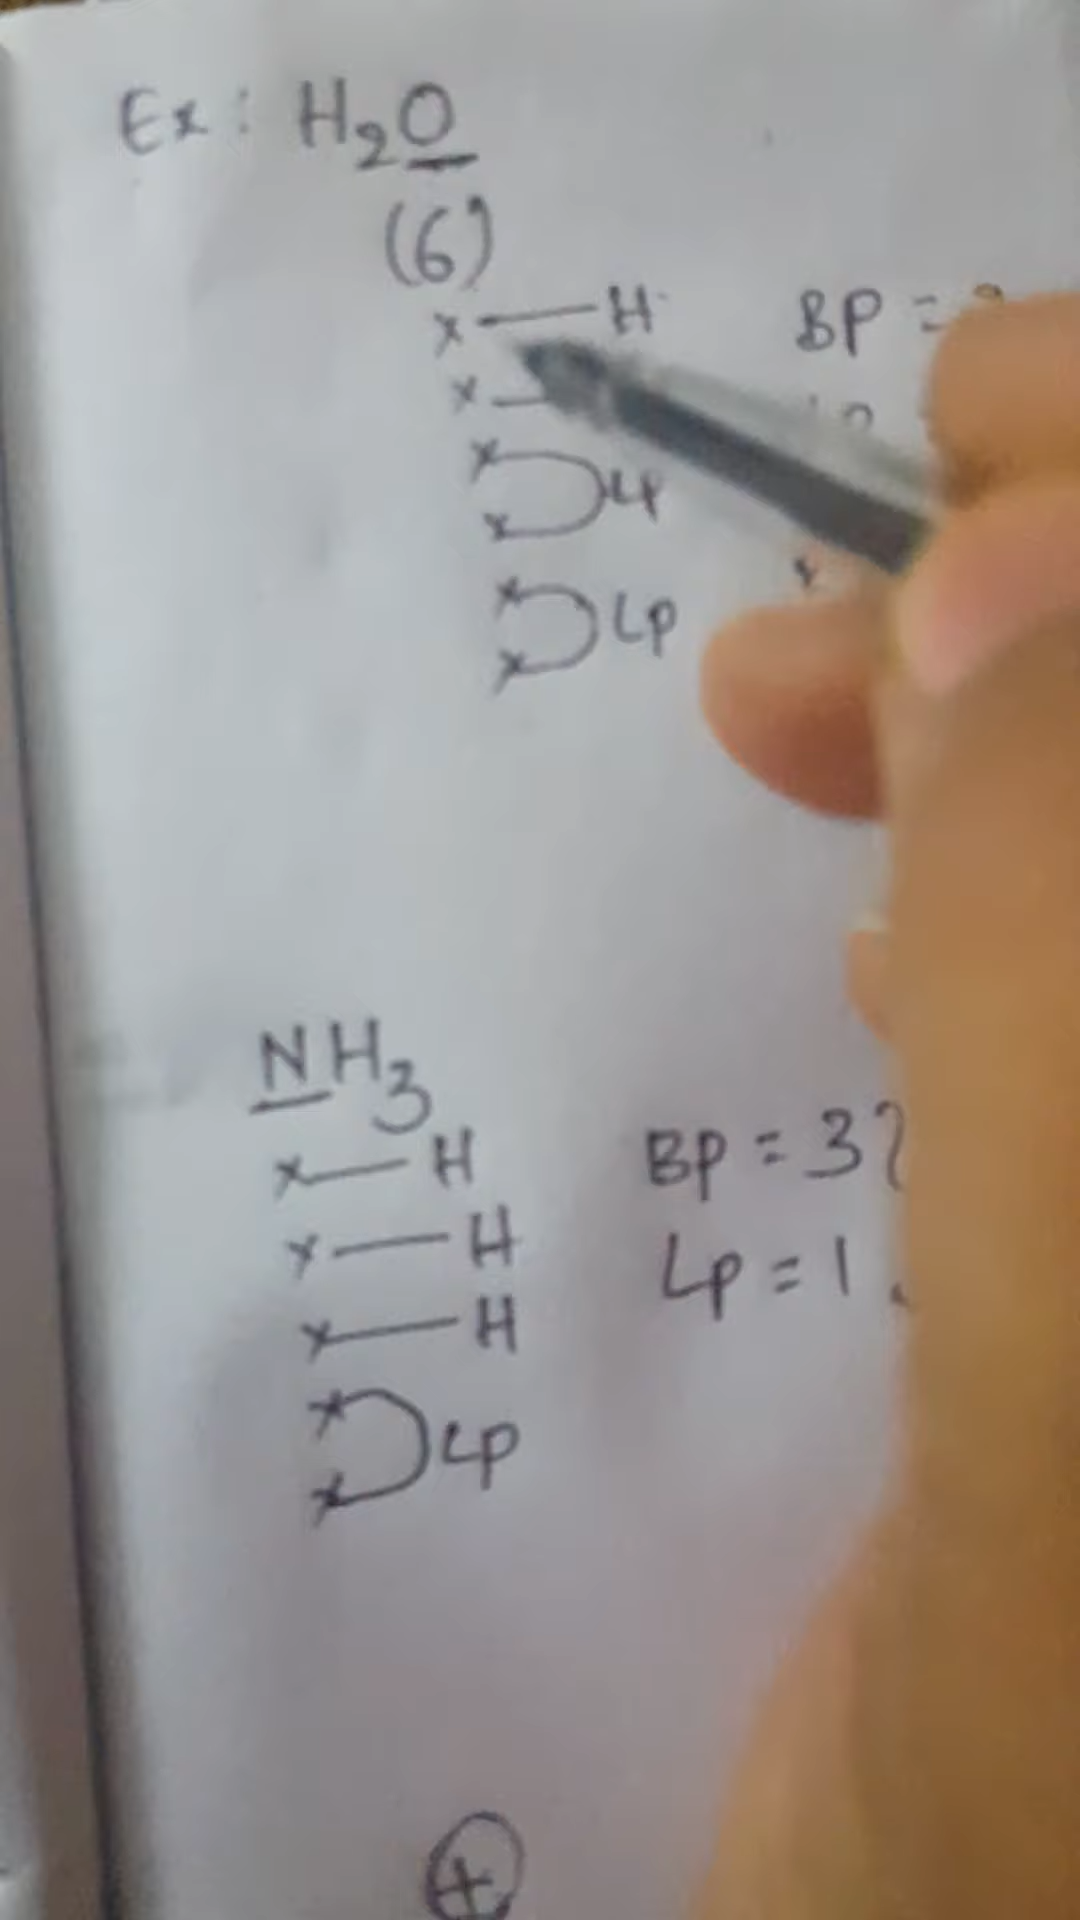 Ex: H2O
(6)
x—H BP =
x—
x
x LP
x
x LP
NH3
x—H BP = 3
x—H LP = 1
x—H
x
x LP
+